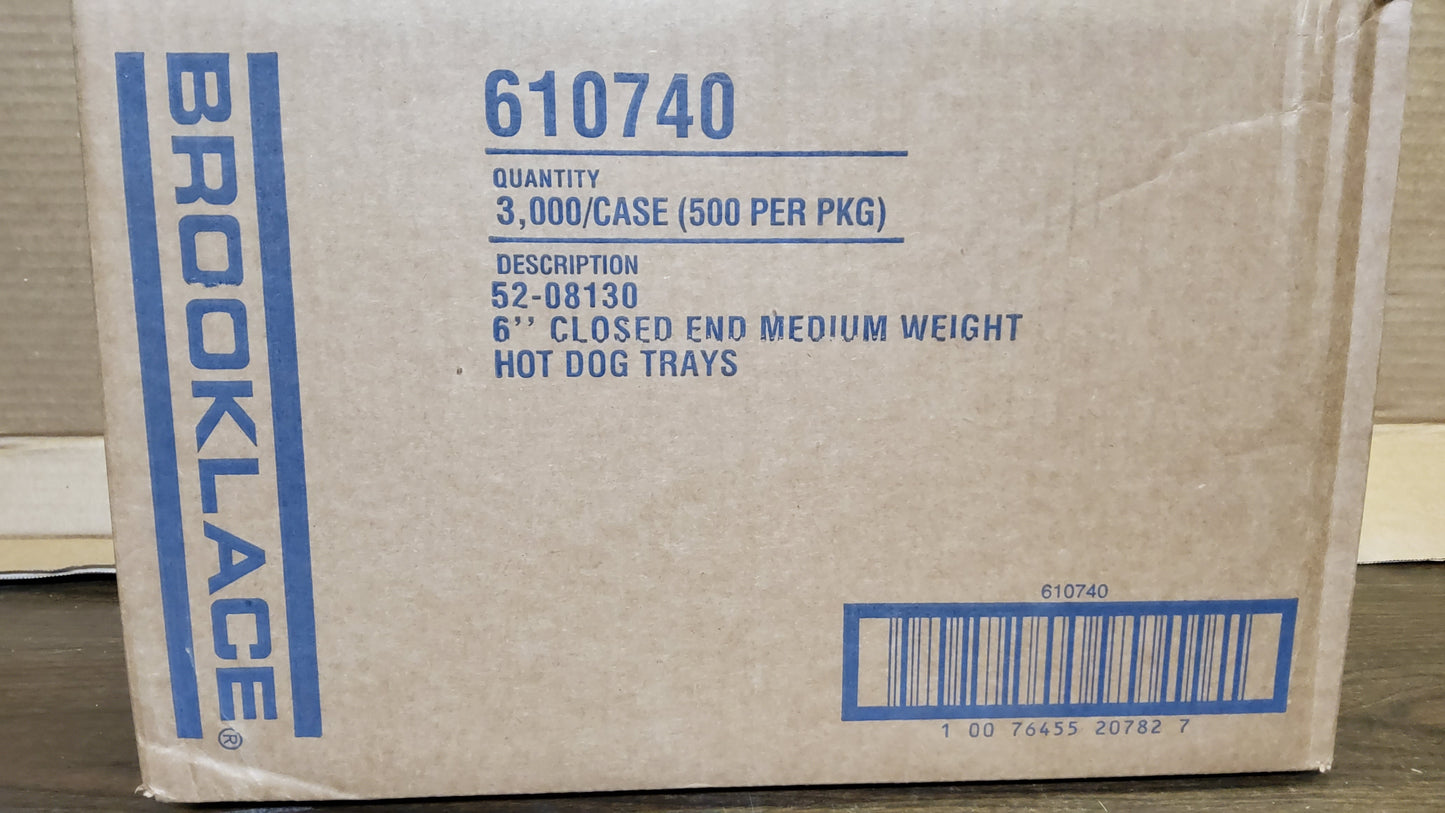 BROOKLACE®
610740
QUANTITY
3,000/CASE (500 PER PKG)
DESCRIPTION
52-08130
6'' CLOSED END MEDIUM WEIGHT
HOT DOG TRAYS
610740
1 00 76455 20782 7